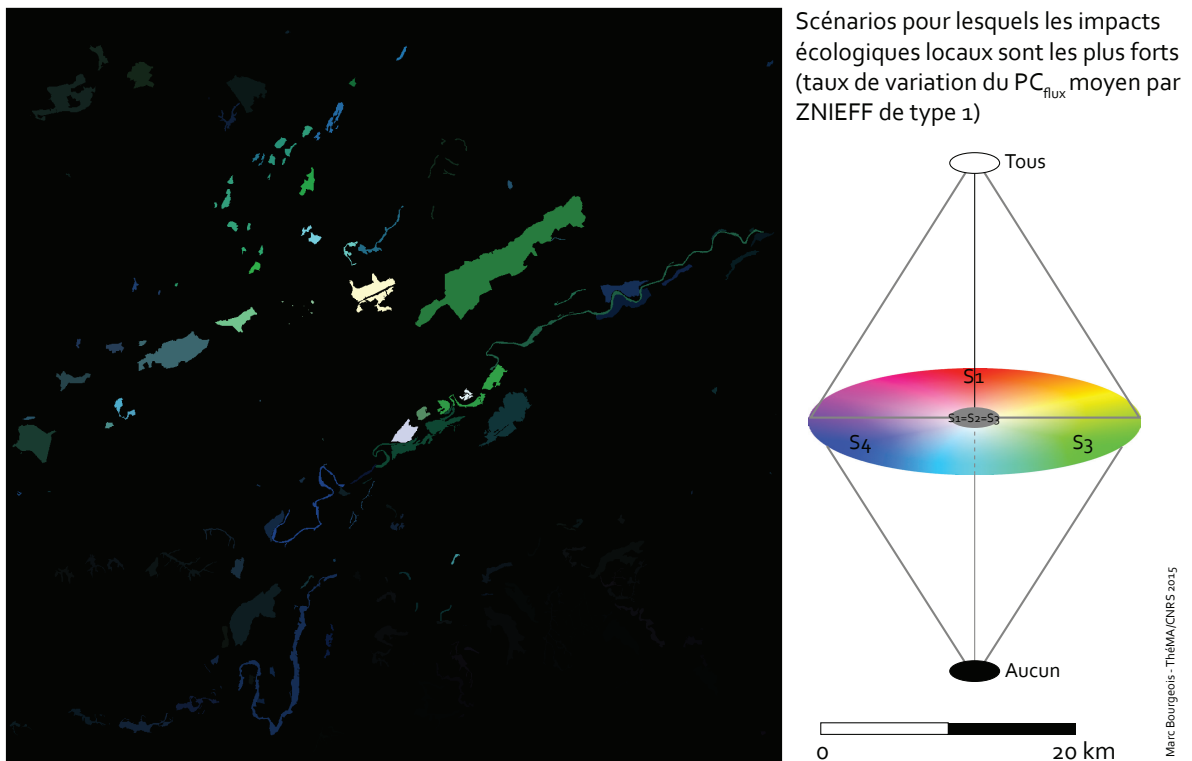 Scénarios pour lesquels les impacts
écologiques locaux sont les plus forts
(taux de variation du PCflux moyen par
ZNIEFF de type 1)
Tous
S1
S1=S2=S3
S4
S3
Aucun
0
20 km
Marc Bourgeois - ThéMA/CNRS 2015